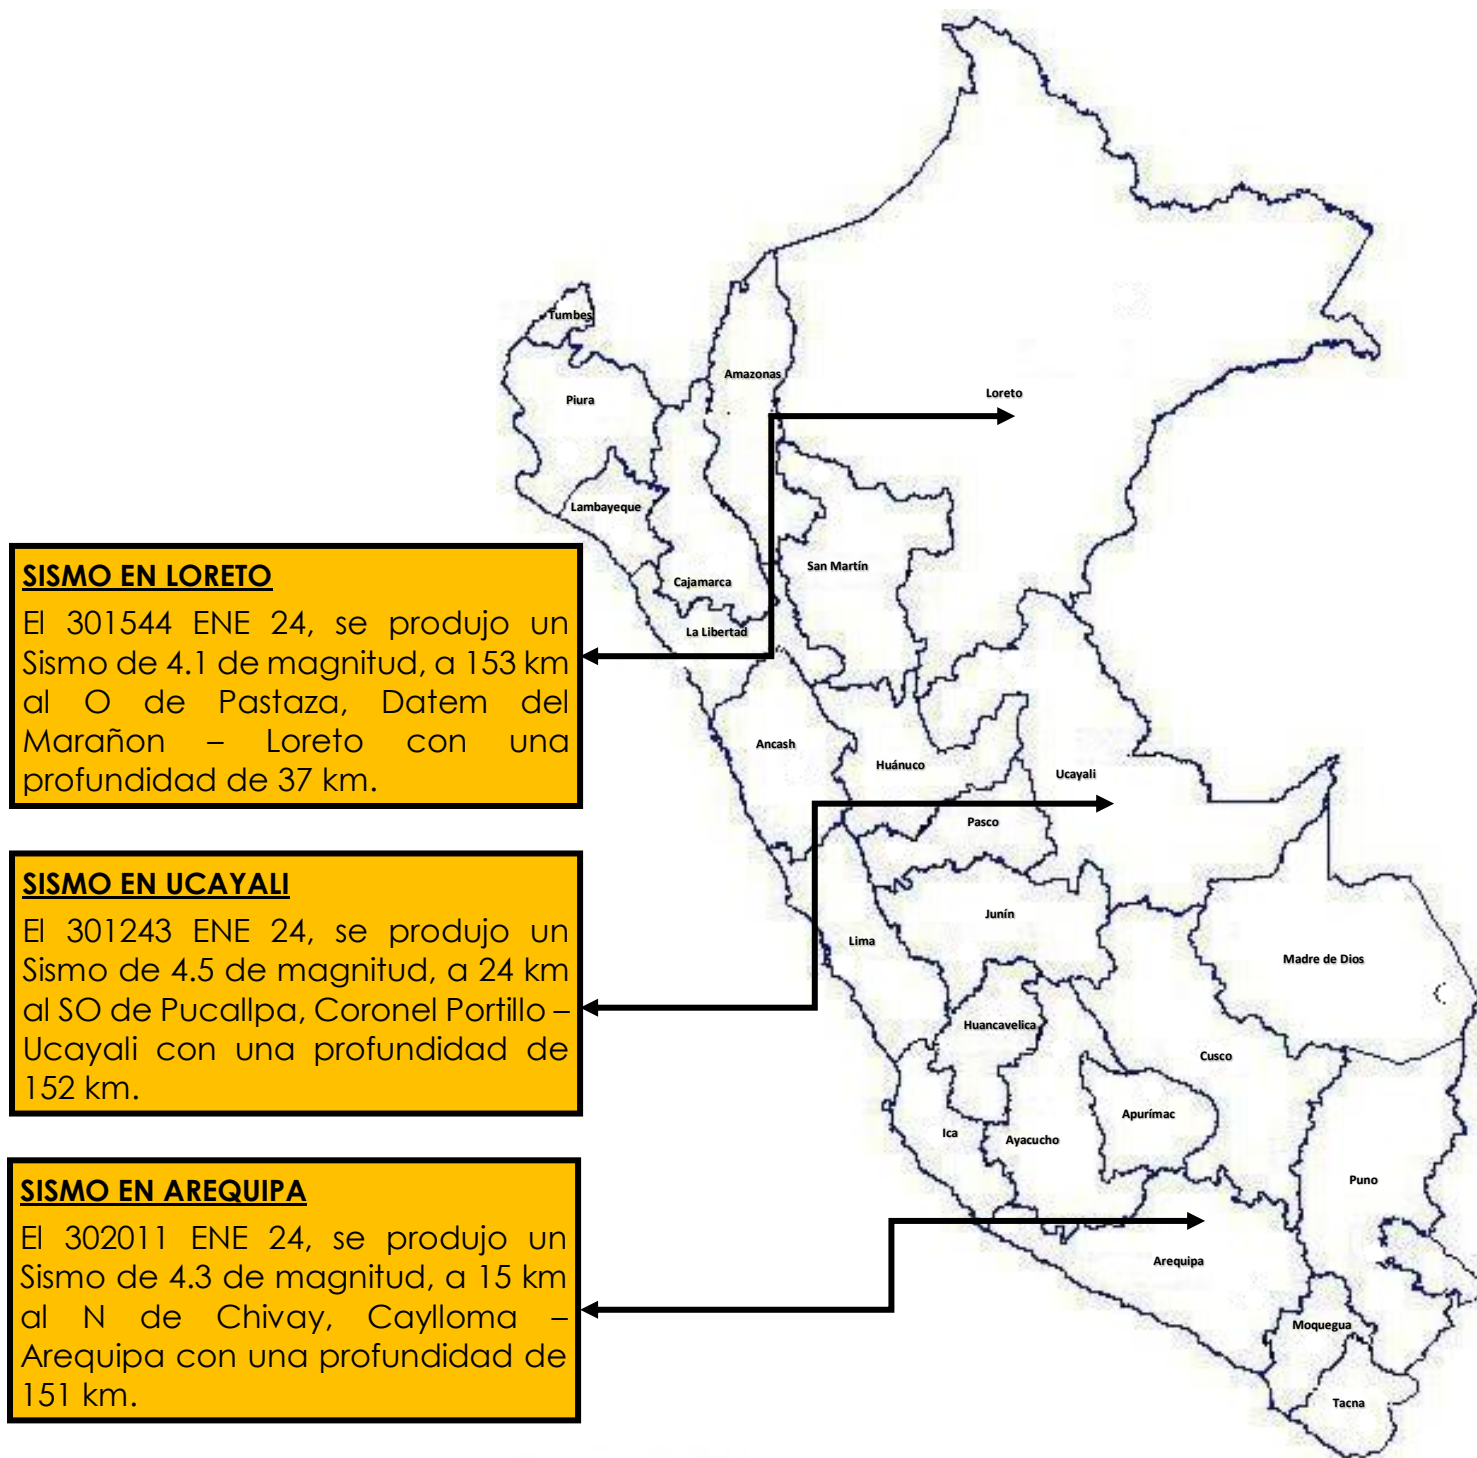 SISMO EN LORETO
El 301544 ENE 24, se produjo un
Sismo de 4.1 de magnitud, a 153 km
al O de Pastaza, Datem del
Marañon – Loreto con una
profundidad de 37 km.
SISMO EN UCAYALI
El 301243 ENE 24, se produjo un
Sismo de 4.5 de magnitud, a 24 km
al SO de Pucallpa, Coronel Portillo –
Ucayali con una profundidad de
152 km.
SISMO EN AREQUIPA
El 302011 ENE 24, se produjo un
Sismo de 4.3 de magnitud, a 15 km
al N de Chivay, Caylloma –
Arequipa con una profundidad de
151 km.
Tumbes
Amazonas
Loreto
Piura
Lambayeque
San Martín
Cajamarca
La Libertad
Ancash
Huánuco
Ucayali
Pasco
Junín
Lima
Madre de Dios
Huancavelica
Cusco
Apurímac
Ica
Ayacucho
Puno
Arequipa
Moquegua
Tacna